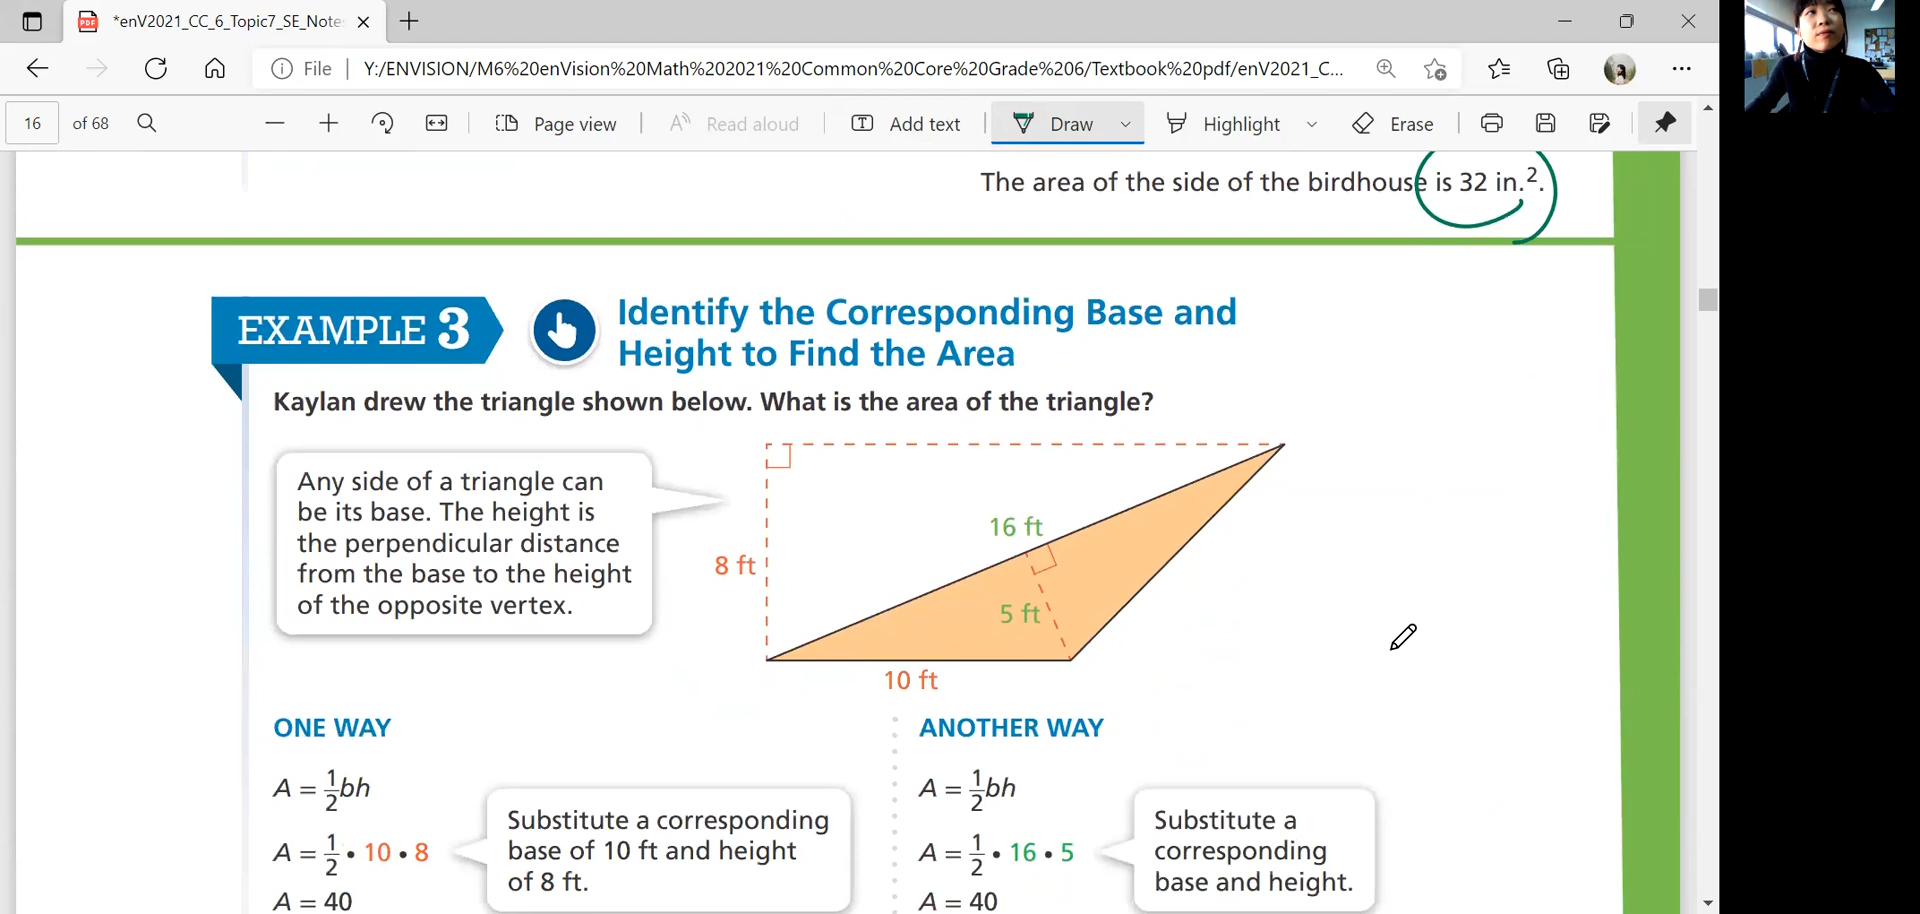 *enV2021_CC_6_Topic7_SE_Note
File
Y:/ENVISION/M6%20enVision%20Math%202021%20Common%20Core%20Grade%206/Textbook%20pdf/enV2021_C...
16 of 68
Page view
Read aloud
Add text
Draw
Highlight
Erase
The area of the side of the birdhouse is 32 in.².
EXAMPLE 3
Identify the Corresponding Base and
Height to Find the Area
Kaylan drew the triangle shown below. What is the area of the triangle?
Any side of a triangle can
be its base. The height is
the perpendicular distance
from the base to the height
of the opposite vertex.
16 ft
8 ft
5 ft
10 ft
ONE WAY
A = 1/2 bh
A = 1/2 • 10 • 8
A = 40
Substitute a corresponding
base of 10 ft and height
of 8 ft.
ANOTHER WAY
A = 1/2 bh
A = 1/2 • 16 • 5
A = 40
Substitute a
corresponding
base and height.